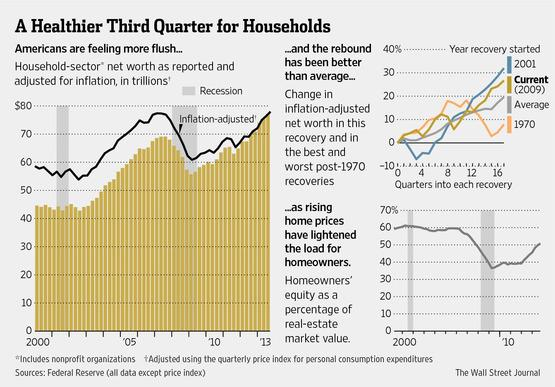 A Healthier Third Quarter for Households
Americans are feeling more flush...
Household-sector* net worth as reported and
adjusted for inflation, in trillions†
Recession
$80
70
60
50
40
30
20
10
0
Inflation-adjusted†
2000
'05
'10
'13
...and the rebound
has been better
than average...
Change in
inflation-adjusted
net worth in this
recovery and in
the best and
worst post-1970
recoveries
40%
30
20
10
0
–10
Year recovery started
2001
Current
(2009)
Average
1970
0
4
8
12
16
Quarters into each recovery
...as rising
home prices
have lightened
the load for
homeowners.
Homeowners'
equity as a
percentage of
real-estate
market value.
70%
60
50
40
30
20
10
0
2000
'10
*Includes nonprofit organizations †Adjusted using the quarterly price index for personal consumption expenditures
Sources: Federal Reserve (all data except price index)
The Wall Street Journal